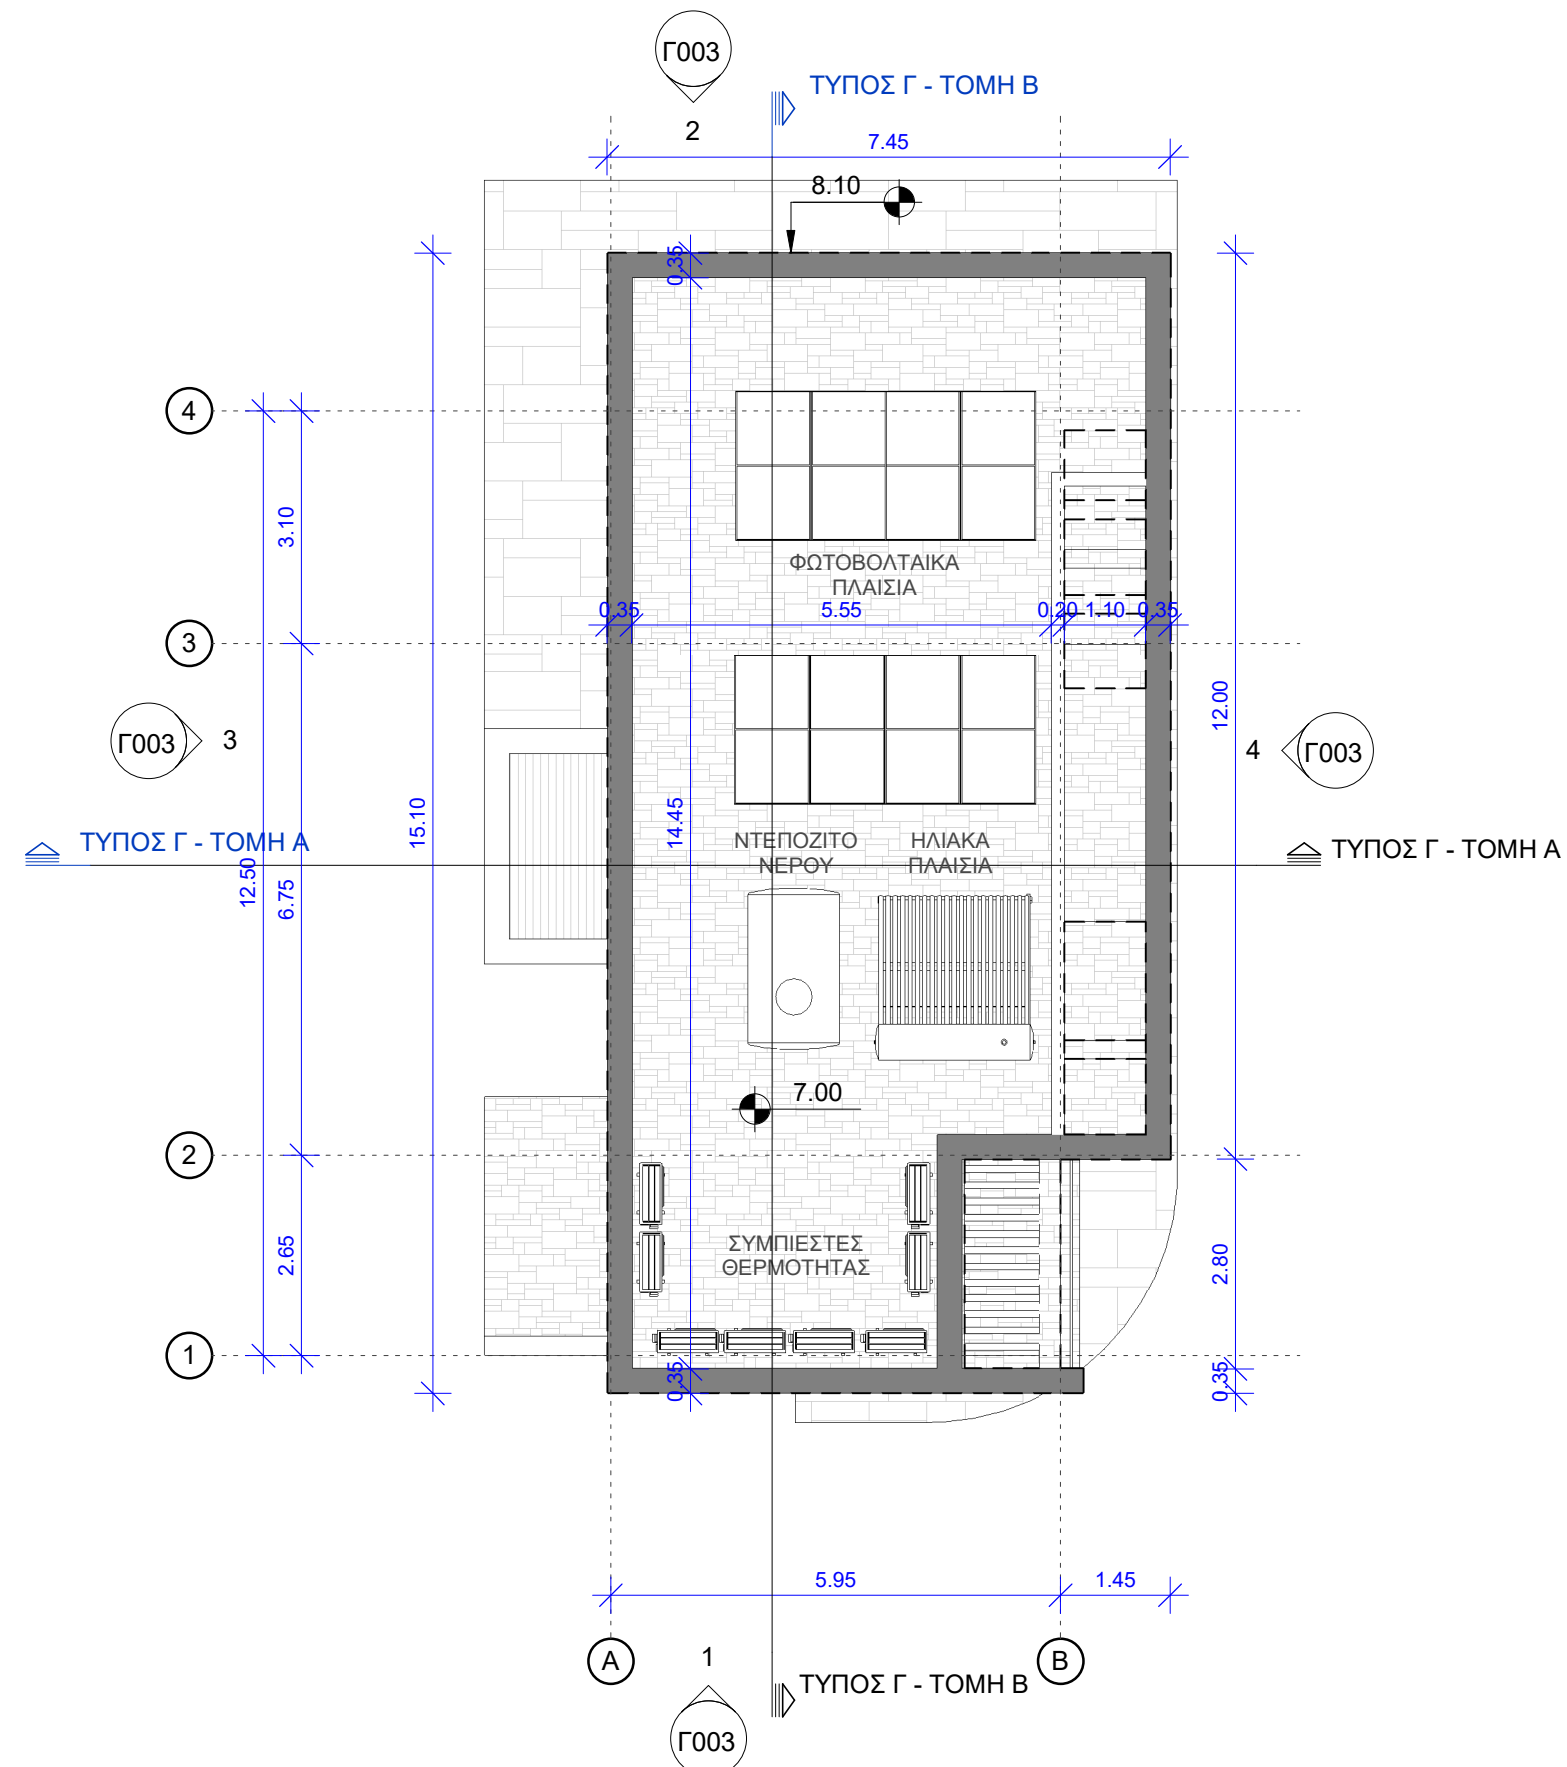 Γ003
ΤΥΠΟΣ Γ - ΤΟΜΗ Β
2
7.45
8.10
0.35
4
3.10
ΦΩΤΟΒΟΛΤΑΙΚΑ
ΠΛΑΙΣΙΑ
0.35
5.55
0.20
1.10
0.35
3
12.00
Γ003
3
4
Γ003
15.10
14.45
ΤΥΠΟΣ Γ - ΤΟΜΗ Α
ΝΤΕΠΟΖΙΤΟ
ΝΕΡΟΥ
ΗΛΙΑΚΑ
ΠΛΑΙΣΙΑ
ΤΥΠΟΣ Γ - ΤΟΜΗ Α
12.50
6.75
7.00
2
ΣΥΜΠΙΕΣΤΕΣ
ΘΕΡΜΟΤΗΤΑΣ
2.65
2.80
1
0.35
0.35
5.95
1.45
A
B
1
ΤΥΠΟΣ Γ - ΤΟΜΗ Β
Γ003